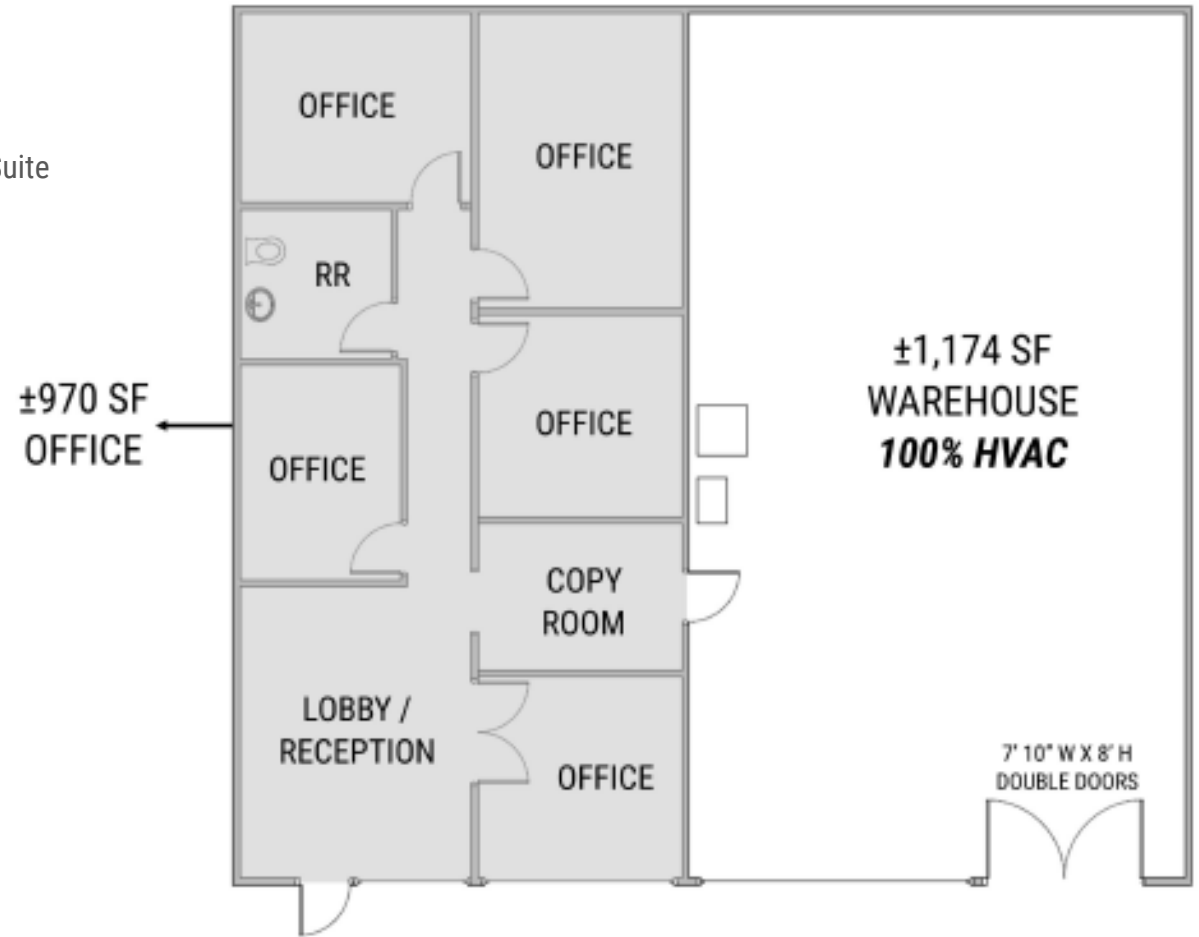 OFFICE
OFFICE
Suite
RR
±970 SF
OFFICE
OFFICE
OFFICE
±1,174 SF
WAREHOUSE
100% HVAC
COPY
ROOM
LOBBY /
RECEPTION
OFFICE
7' 10" W X 8' H
DOUBLE DOORS